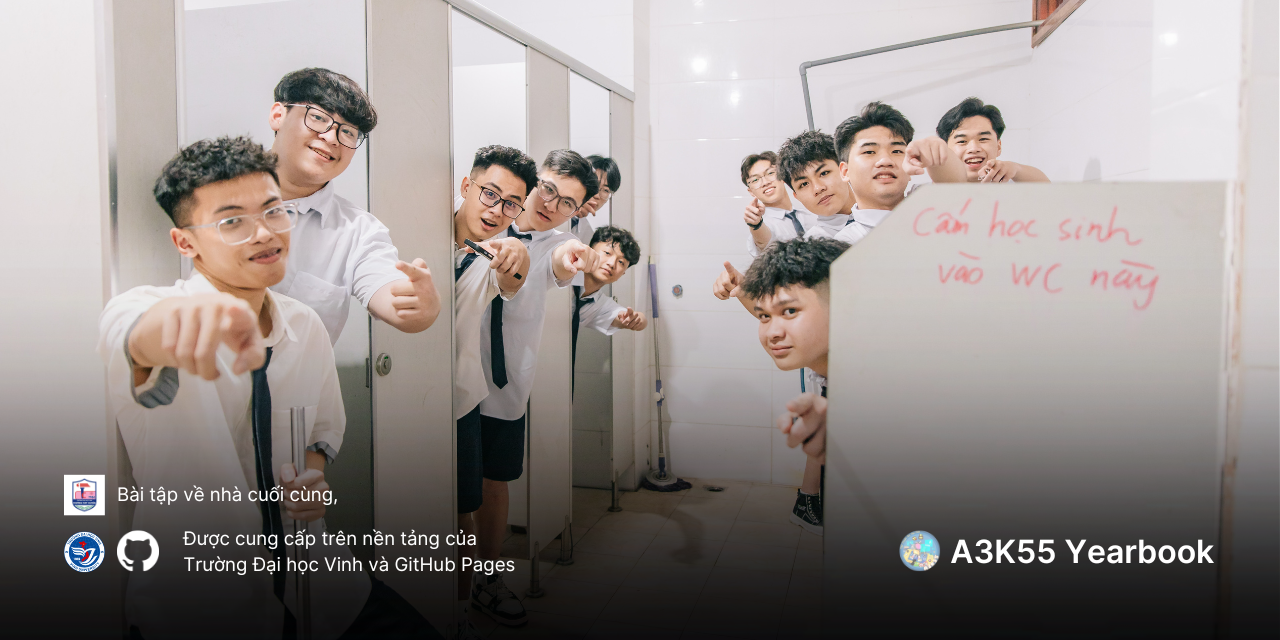 Cấm học sinh
vào WC này
Bài tập về nhà cuối cùng,
Được cung cấp trên nền tảng của
Trường Đại học Vinh và GitHub Pages
A3K55 Yearbook